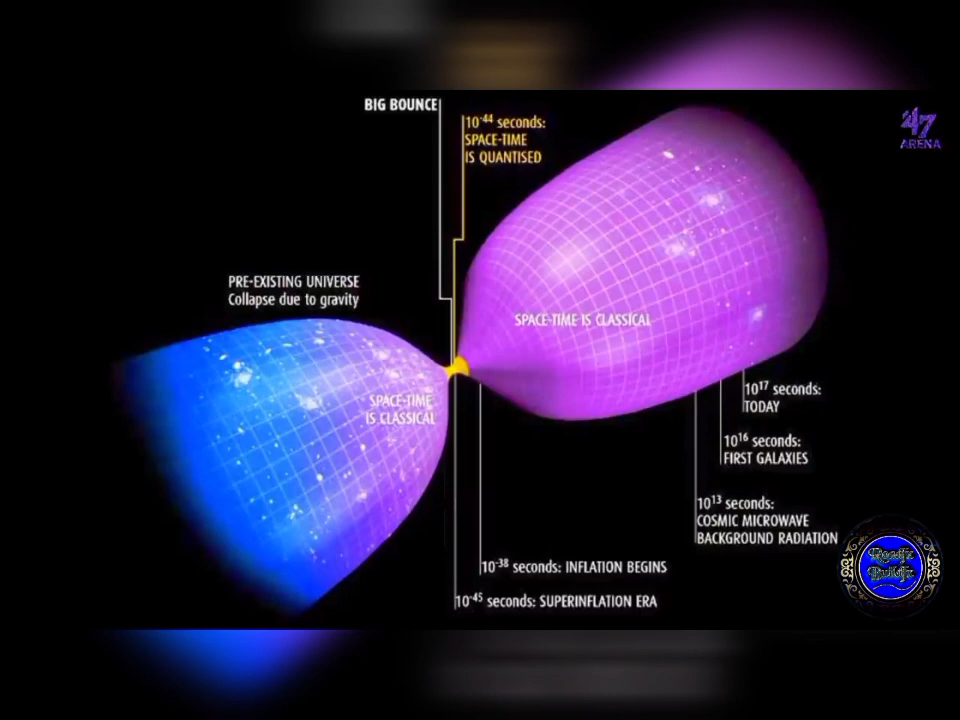 BIG BOUNCE
10⁻⁴⁴ seconds:
SPACE-TIME
IS QUANTISED
47
ARENA
PRE-EXISTING UNIVERSE
Collapse due to gravity
SPACE-TIME IS CLASSICAL
SPACE-TIME
IS CLASSICAL
10¹⁷ seconds:
TODAY
10¹⁶ seconds:
FIRST GALAXIES
10¹³ seconds:
COSMIC MICROWAVE
BACKGROUND RADIATION
10⁻³⁸ seconds: INFLATION BEGINS
10⁻⁴⁵ seconds: SUPERINFLATION ERA